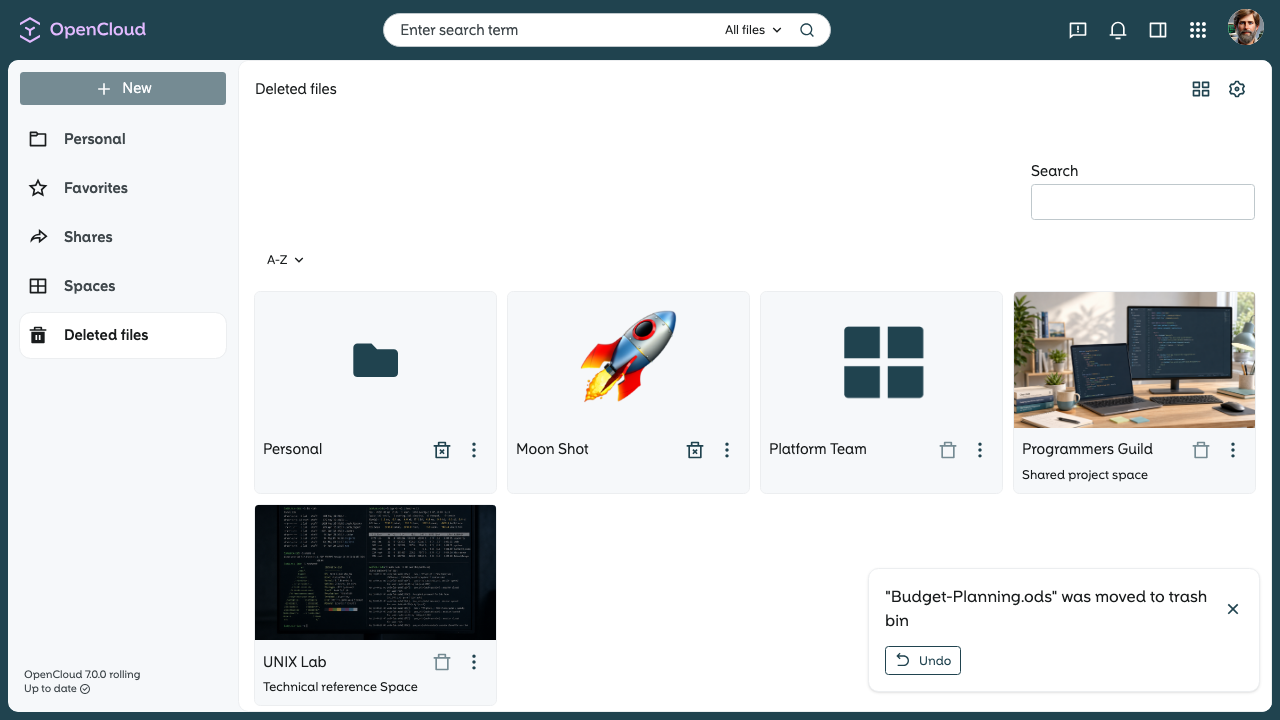 OpenCloud
Enter search term
All files
New
Personal
Favorites
Shares
Spaces
Deleted files
OpenCloud 7.0.0 rolling
Up to date
Deleted files
Search
A-Z
Personal
Moon Shot
Platform Team
Programmers Guild
Shared project space
UNIX Lab
Technical reference Space
"Budget-Planning.ods" was moved to trash
bin
Undo